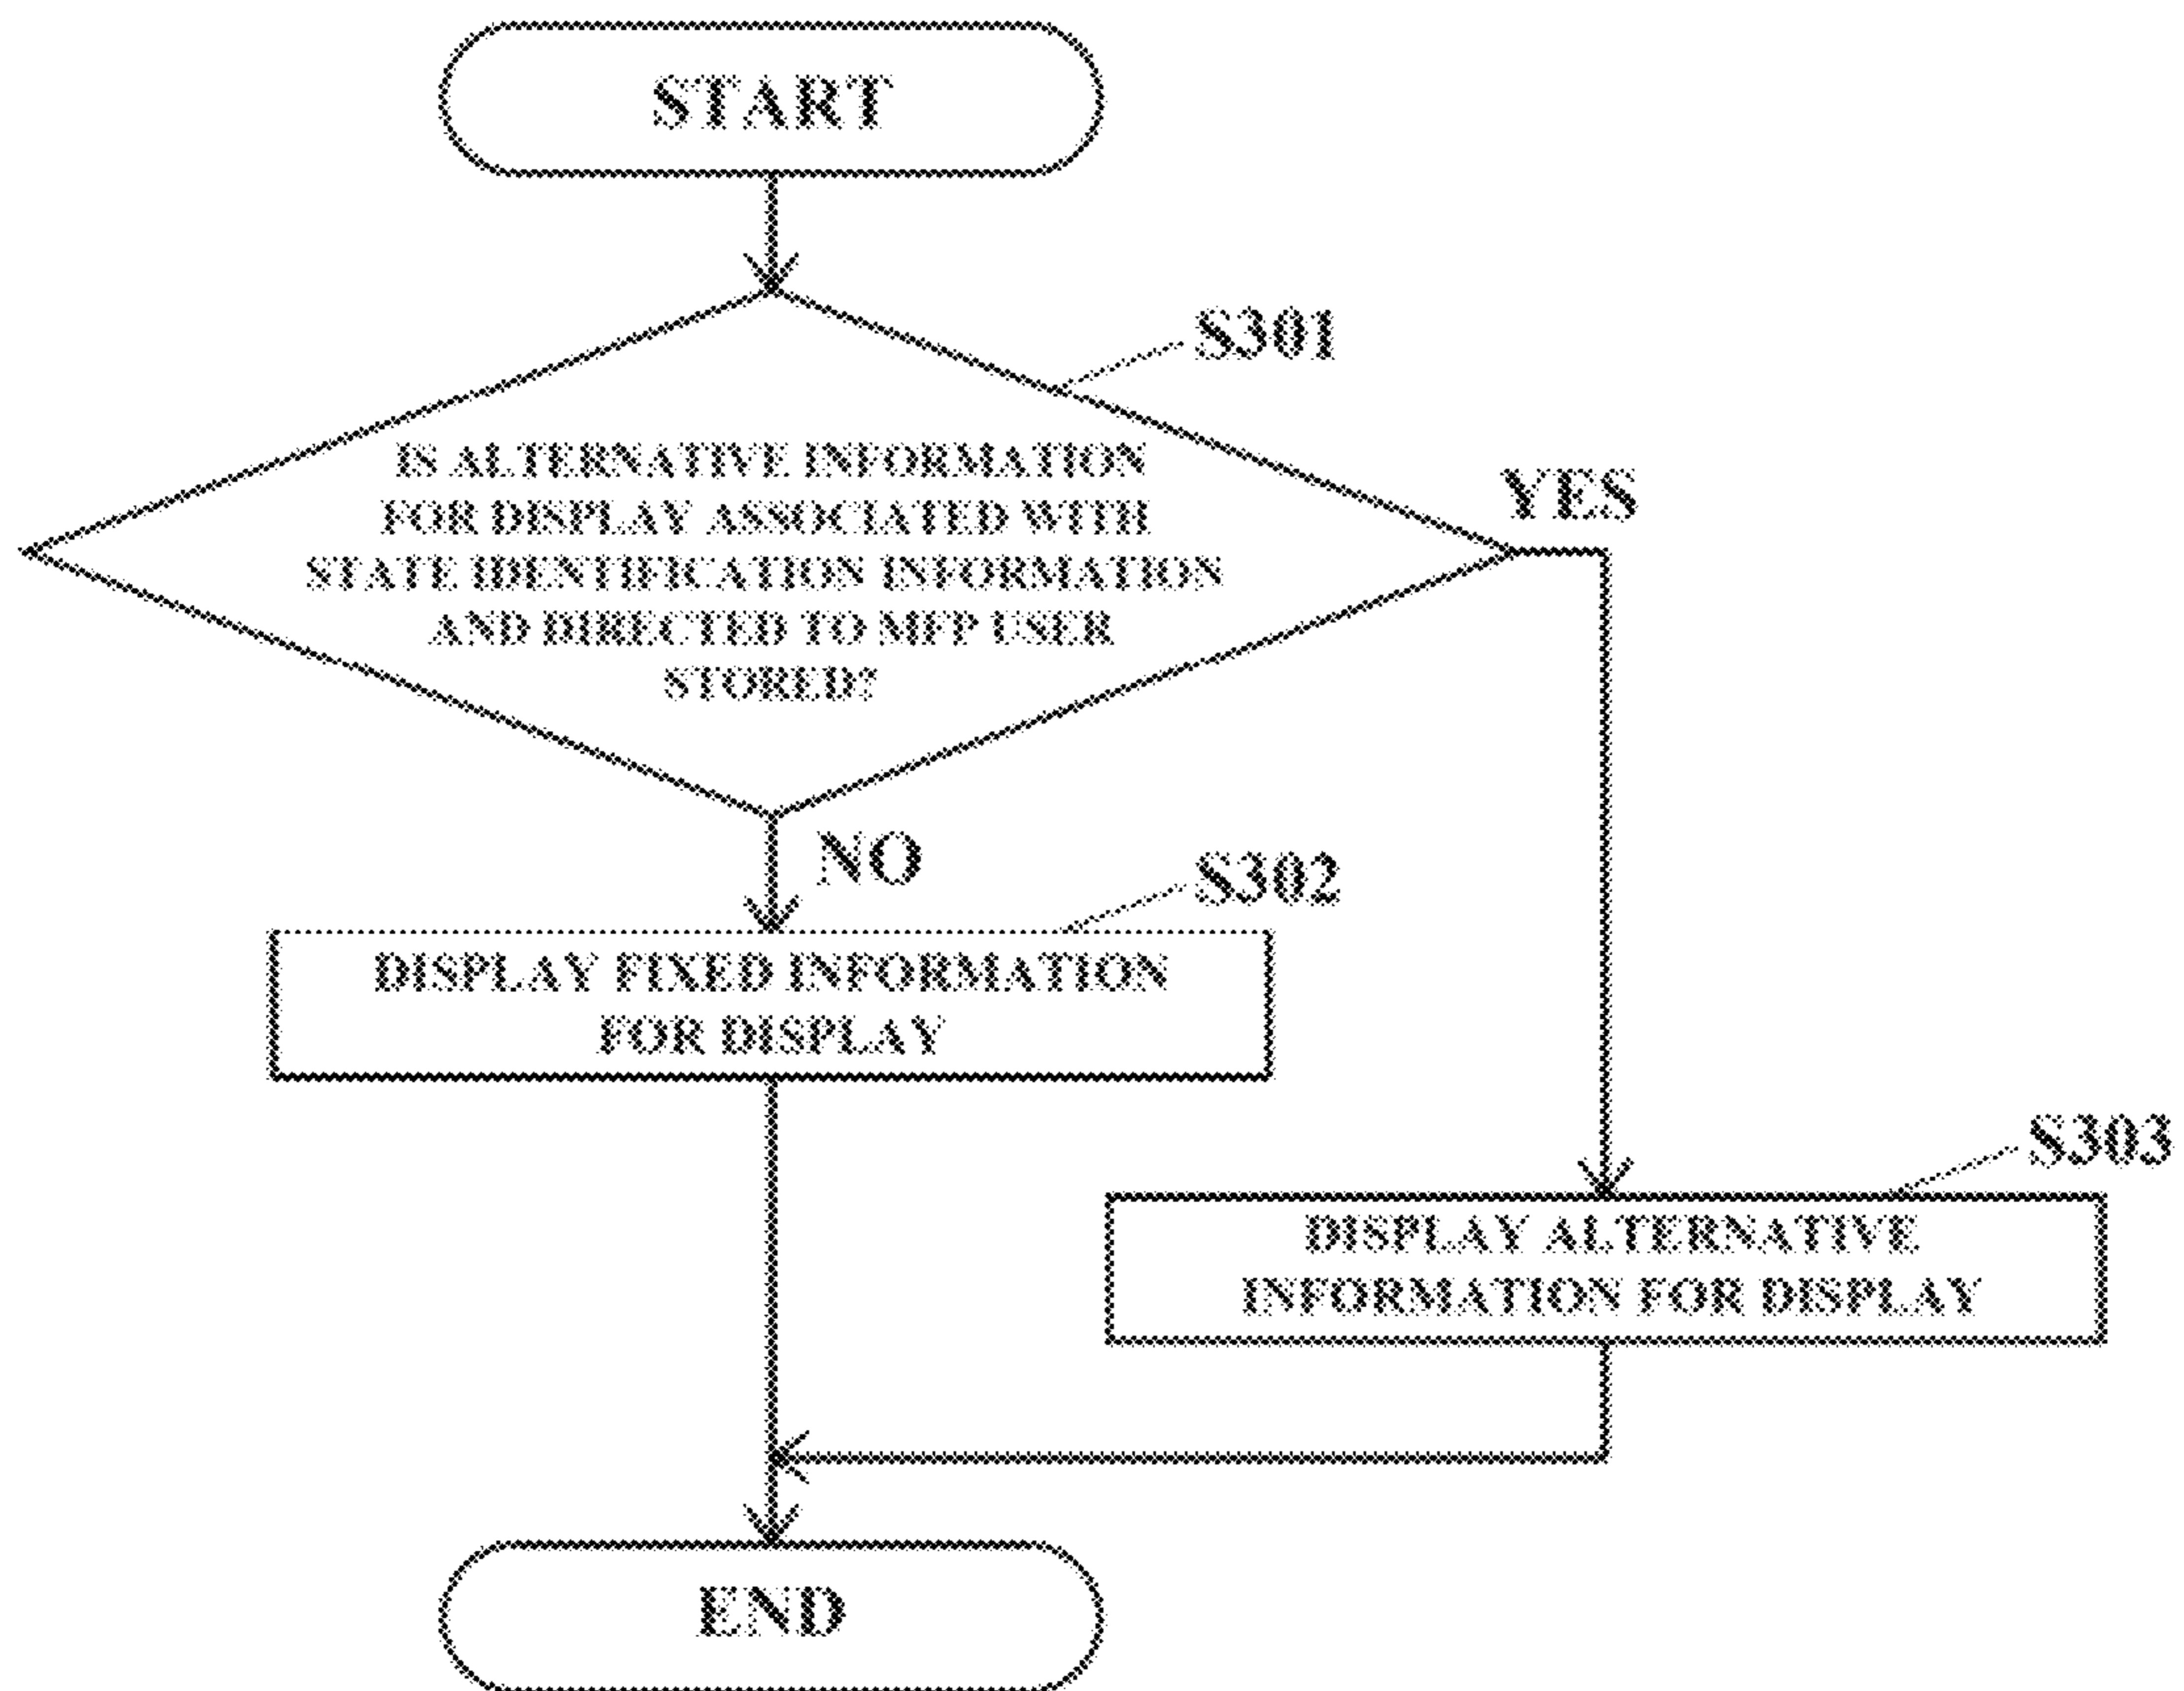 START
S301
IS ALTERNATIVE INFORMATION
FOR DISPLAY ASSOCIATED WITH
STATE IDENTIFICATION INFORMATION
AND DIRECTED TO MFP USER
STORED?
YES
NO
S302
DISPLAY FIXED INFORMATION
FOR DISPLAY
S303
DISPLAY ALTERNATIVE
INFORMATION FOR DISPLAY
END